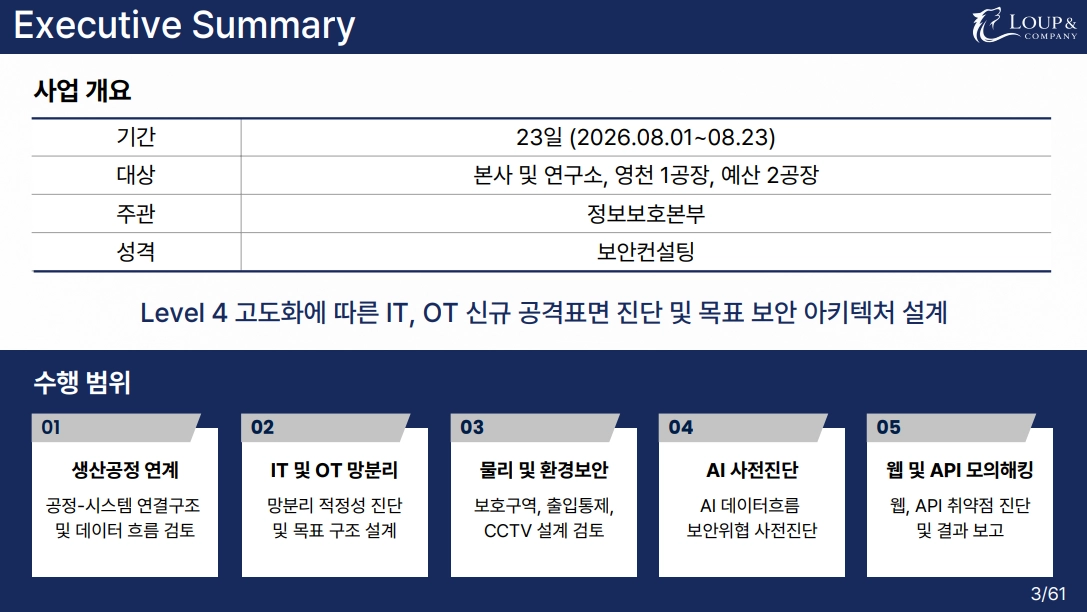 Executive Summary
LOUP &
COMPANY
사업 개요
기간 23일 (2026.08.01~08.23)
대상 본사 및 연구소, 영천 1공장, 예산 2공장
주관 정보보호본부
성격 보안컨설팅
Level 4 고도화에 따른 IT, OT 신규 공격표면 진단 및 목표 보안 아키텍처 설계
수행 범위
01
생산공정 연계
공정-시스템 연결구조
및 데이터 흐름 검토
02
IT 및 OT 망분리
망분리 적정성 진단
및 목표 구조 설계
03
물리 및 환경보안
보호구역, 출입통제,
CCTV 설계 검토
04
AI 사전진단
AI 데이터흐름
보안위협 사전진단
05
웹 및 API 모의해킹
웹, API 취약점 진단
및 결과 보고
3/61